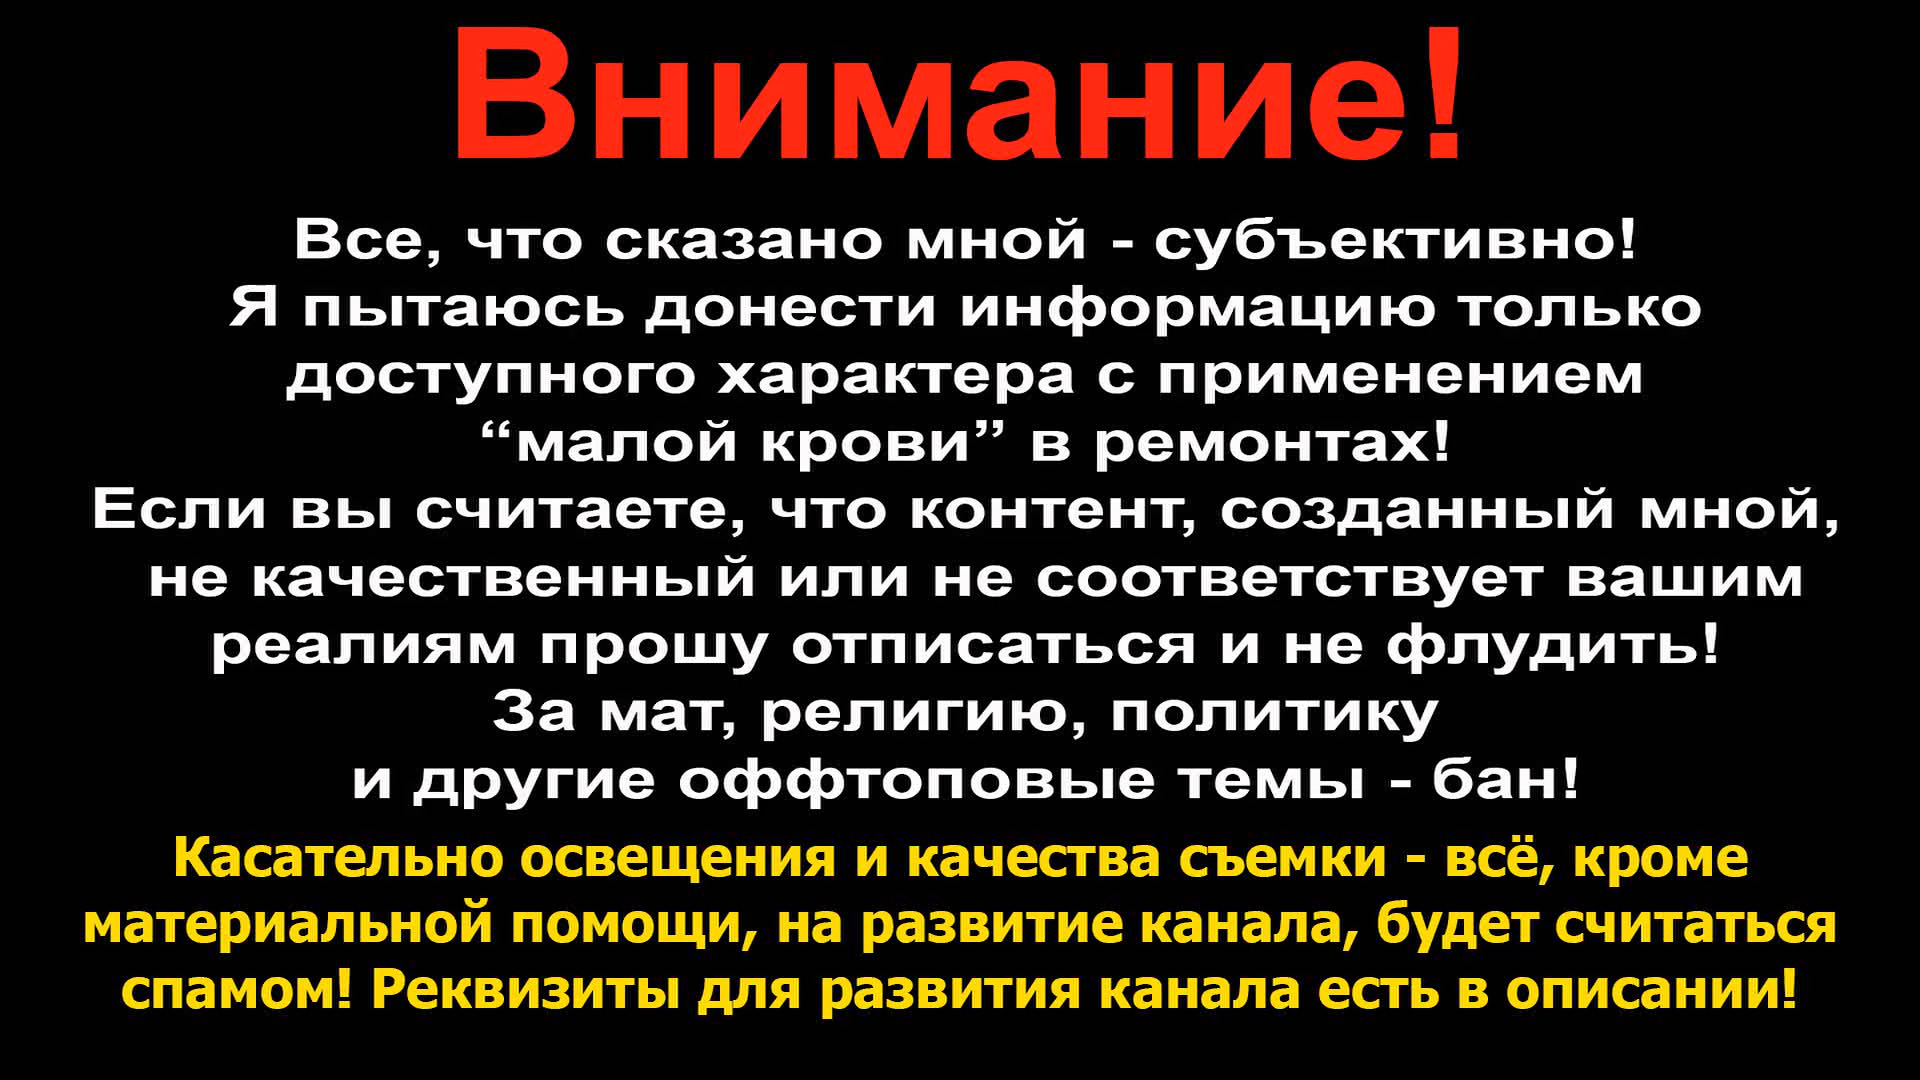 Внимание!
Все, что сказано мной - субъективно!
Я пытаюсь донести информацию только
доступного характера с применением
“малой крови” в ремонтах!
Если вы считаете, что контент, созданный мной,
не качественный или не соответствует вашим
реалиям прошу отписаться и не флудить!
За мат, религию, политику
и другие оффтоповые темы - бан!
Касательно освещения и качества съемки - всё, кроме
материальной помощи, на развитие канала, будет считаться
спамом! Реквизиты для развития канала есть в описании!